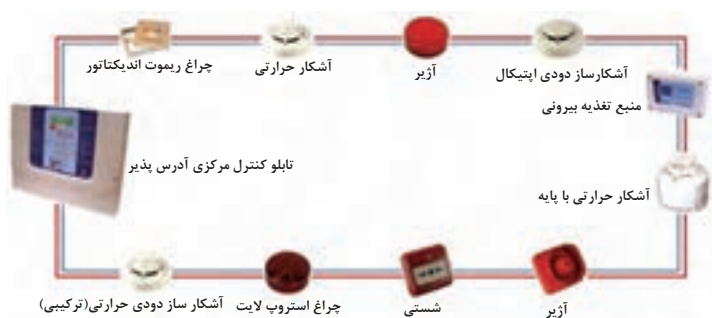 چراغ ریموت اندیکتاتور
آشکار حرارتی
آژیر
آشکارساز دودی اپتیکال
منبع تغذیه بیرونی
تابلو کنترل مرکزی آدرس پذیر
آشکار حرارتی با پایه
آشکار ساز دودی حرارتی(ترکیبی)
چراغ استروپ لایت
شستی
آژیر